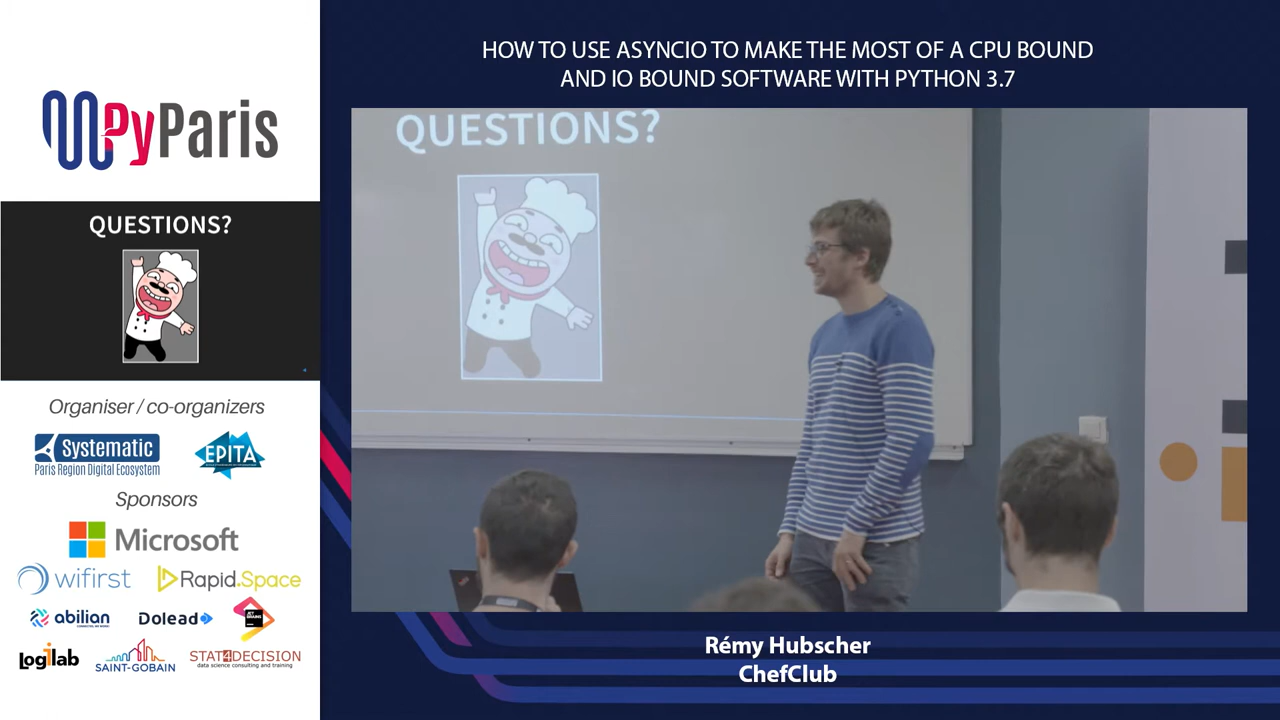 HOW TO USE ASYNCIO TO MAKE THE MOST OF A CPU BOUND
AND IO BOUND SOFTWARE WITH PYTHON 3.7
PyParis
QUESTIONS?
QUESTIONS?
Organiser / co-organizers
Systematic
Paris Region Digital Ecosystem
EPITA
Sponsors
Microsoft
wifirst
Rapid.Space
abilian
Dolead
JET
BRAINS
Logilab
SAINT-GOBAIN
STAT4DECISION
data science consulting and training
Rémy Hubscher
ChefClub